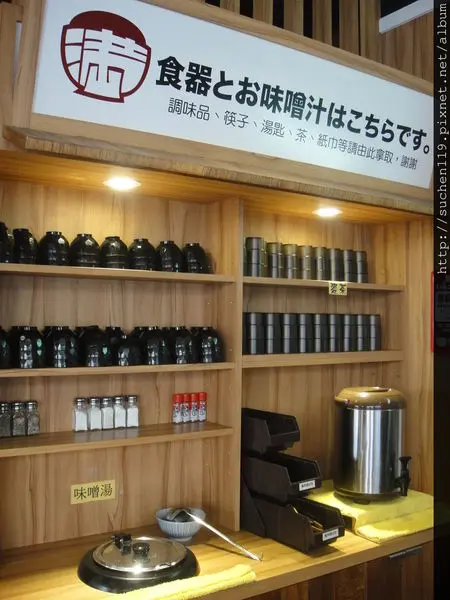 満
食器とお味噌汁はこちらです。
調味品、筷子、湯匙、茶、紙巾等請由此拿取，謝謝
味噌湯
http://suchen119.pixnet.net/album